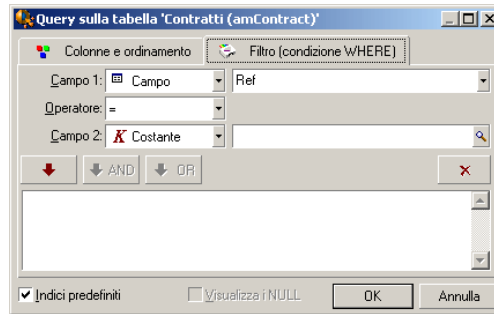 Query sulla tabella 'Contratti (amContract)'
Colonne e ordinamento Filtro (condizione WHERE)
Campo 1: Campo Ref
Operatore: =
Campo 2: K Costante
AND OR
Indici predefiniti Visualizza i NULL OK Annulla